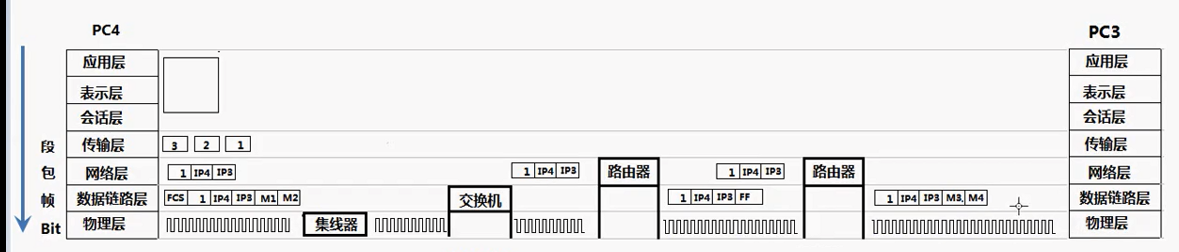 PC4 PC3
应用层 应用层
表示层 表示层
会话层 会话层
段 传输层 3 2 1 传输层
包 网络层 1 IP4 IP3 1 IP4 IP3 路由器 1 IP4 IP3 路由器 网络层
帧 数据链路层 FCS 1 IP4 IP3 M1 M2 交换机 1 IP4 IP3 FF 1 IP4 IP3 M3, M4 数据链路层
Bit 物理层 集线器 物理层